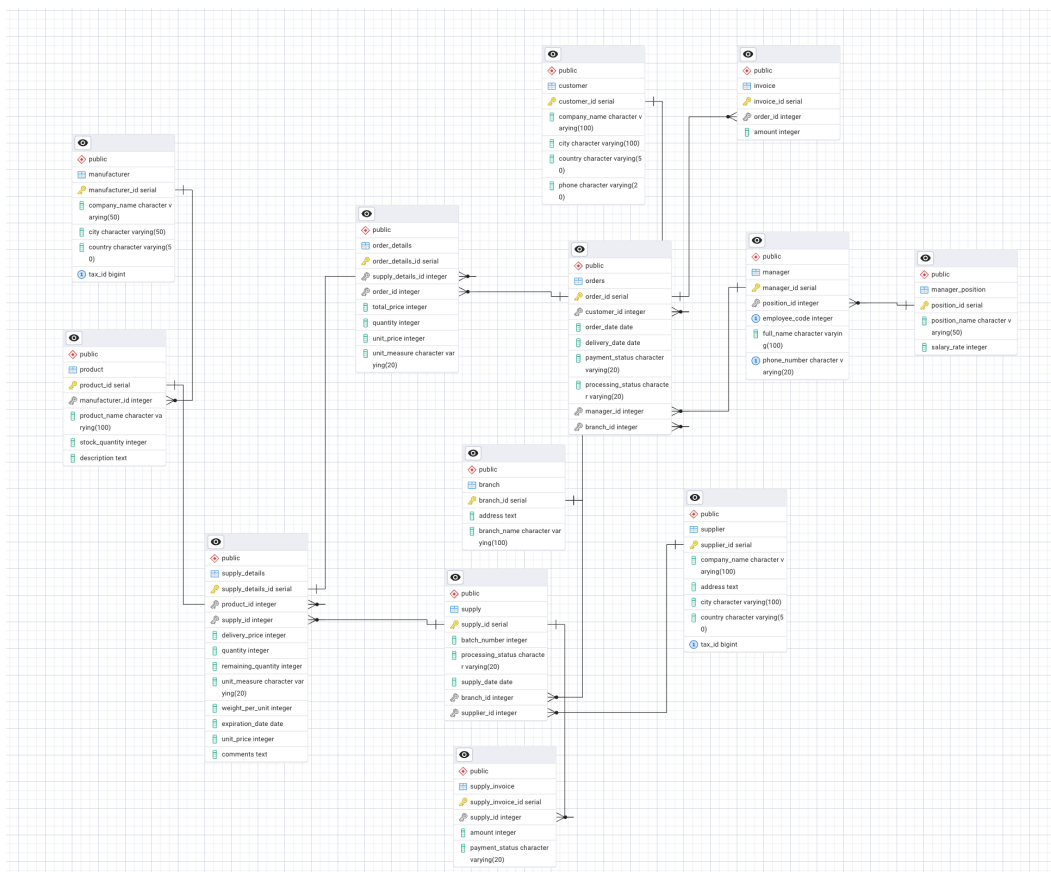 public
customer
customer_id serial
company_name character v
arying(100)
city character varying(100)
country character varying(5
0)
phone character varying(2
0)
public
invoice
invoice_id serial
order_id integer
amount integer
public
manufacturer
manufacturer_id serial
company_name character v
arying(50)
city character varying(50)
country character varying(5
0)
tax_id bigint
public
order_details
order_details_id serial
supply_details_id integer
order_id integer
total_price integer
quantity integer
unit_price integer
unit_measure character var
ying(20)
public
orders
order_id serial
customer_id integer
order_date date
delivery_date date
payment_status character
varying(20)
processing_status characte
r varying(20)
manager_id integer
branch_id integer
public
manager
manager_id serial
position_id integer
employee_code integer
full_name character varyin
g(100)
phone_number character v
arying(20)
public
manager_position
position_id serial
position_name character v
arying(50)
salary_rate integer
public
product
product_id serial
manufacturer_id integer
product_name character va
rying(100)
stock_quantity integer
description text
public
branch
branch_id serial
address text
branch_name character var
ying(100)
public
supplier
supplier_id serial
company_name character v
arying(100)
address text
city character varying(100)
country character varying(5
0)
tax_id bigint
public
supply_details
supply_details_id serial
product_id integer
supply_id integer
delivery_price integer
quantity integer
remaining_quantity integer
unit_measure character var
ying(20)
weight_per_unit integer
expiration_date date
unit_price integer
comments text
public
supply
supply_id serial
batch_number integer
processing_status characte
r varying(20)
supply_date date
branch_id integer
supplier_id integer
public
supply_invoice
supply_invoice_id serial
supply_id integer
amount integer
payment_status character
varying(20)